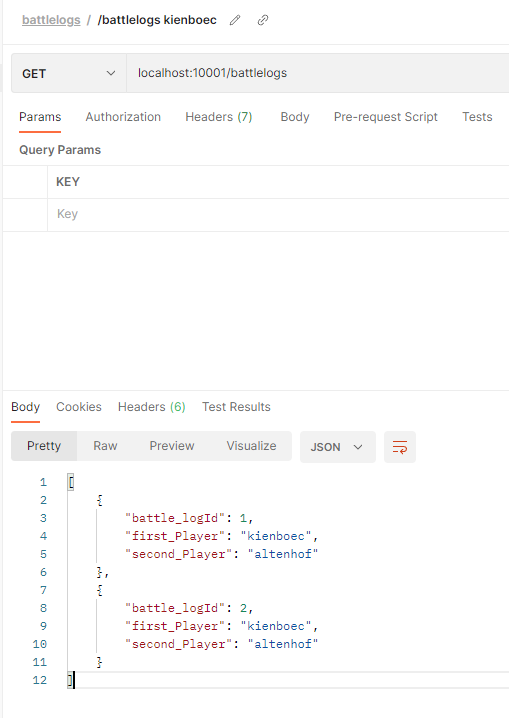 battlelogs / /battlelogs kienboec
GET localhost:10001/battlelogs
Params Authorization Headers (7) Body Pre-request Script Tests
Query Params
KEY
Key
Body Cookies Headers (6) Test Results
Pretty Raw Preview Visualize JSON
1 [
2 {
3 "battle_logId": 1,
4 "first_Player": "kienboec",
5 "second_Player": "altenhof"
6 },
7 {
8 "battle_logId": 2,
9 "first_Player": "kienboec",
10 "second_Player": "altenhof"
11 }
12 ]